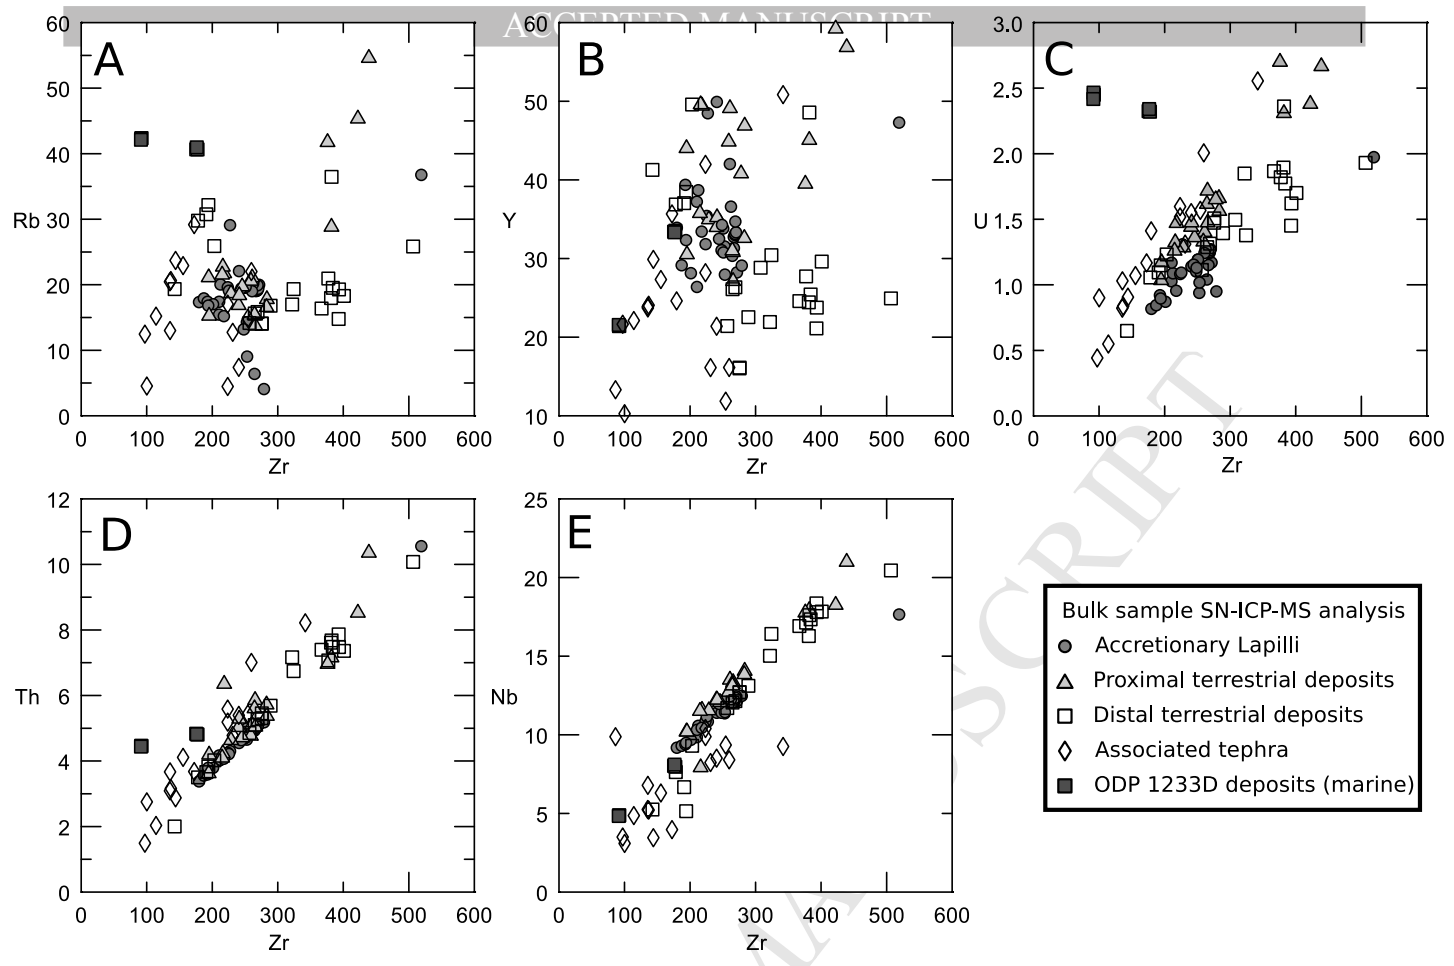 ACCEPTED MANUSCRIPT
A
60
50
40
30
20
10
0
Rb
0 100 200 300 400 500 600
Zr
B
60
50
40
30
20
10
Y
0 100 200 300 400 500 600
Zr
C
3.0
2.5
2.0
1.5
1.0
0.5
0.0
U
0 100 200 300 400 500 600
Zr
D
12
10
8
6
4
2
0
Th
0 100 200 300 400 500 600
Zr
E
25
20
15
10
5
0
Nb
0 100 200 300 400 500 600
Zr
Bulk sample SN-ICP-MS analysis
Accretionary Lapilli
Proximal terrestrial deposits
Distal terrestrial deposits
Associated tephra
ODP 1233D deposits (marine)